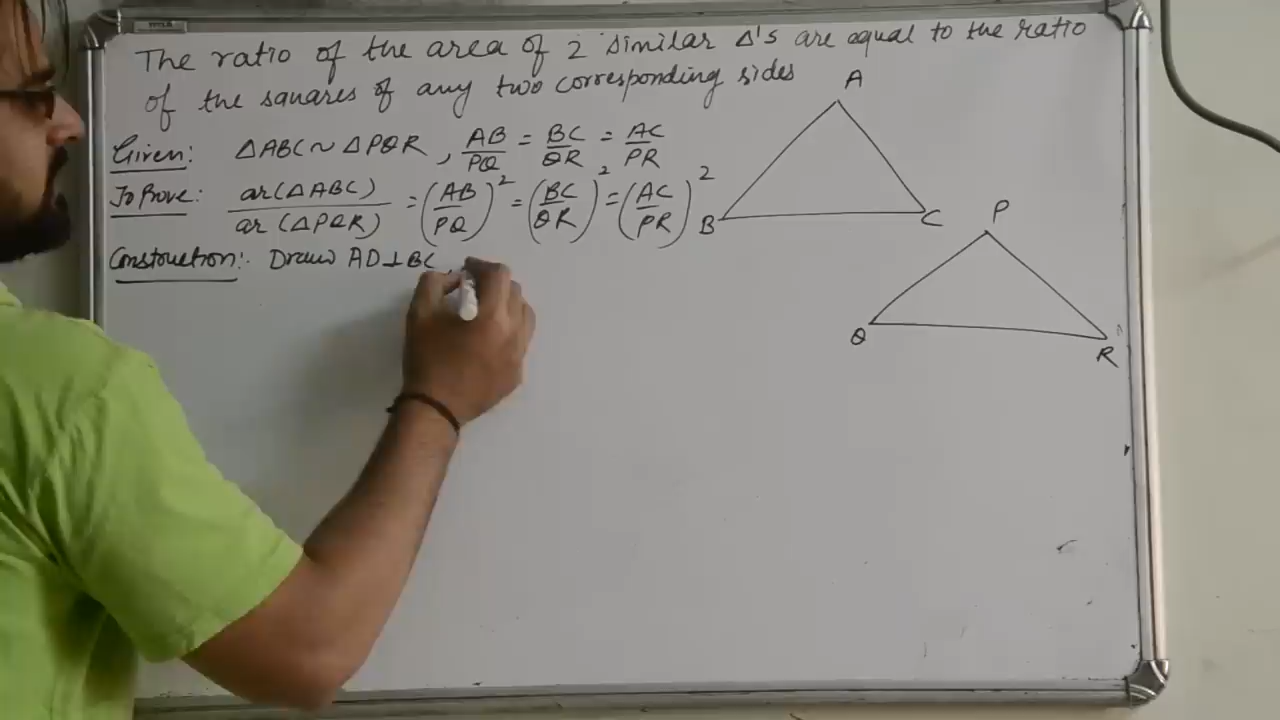 The ratio of the area of 2 similar Δ's are equal to the ratio
of the squares of any two corresponding sides
Given: ΔABC ~ ΔPQR, AB/PQ = BC/QR = AC/PR
To Prove: ar(ΔABC)/ar(ΔPQR) = (AB/PQ)² = (BC/QR)² = (AC/PR)²
Construction: Draw AD⊥BC,
A
B
C
P
Q
R